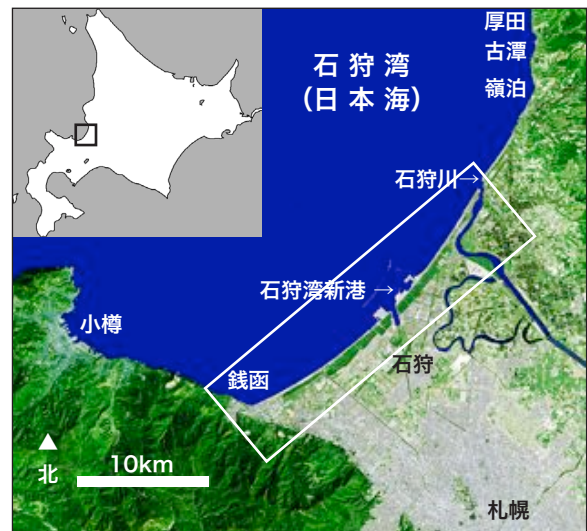 厚田
古潭
嶺泊
石 狩 湾
（日 本 海）
石狩川→
石狩湾新港→
小樽
銭函
石狩
北
10km
札幌